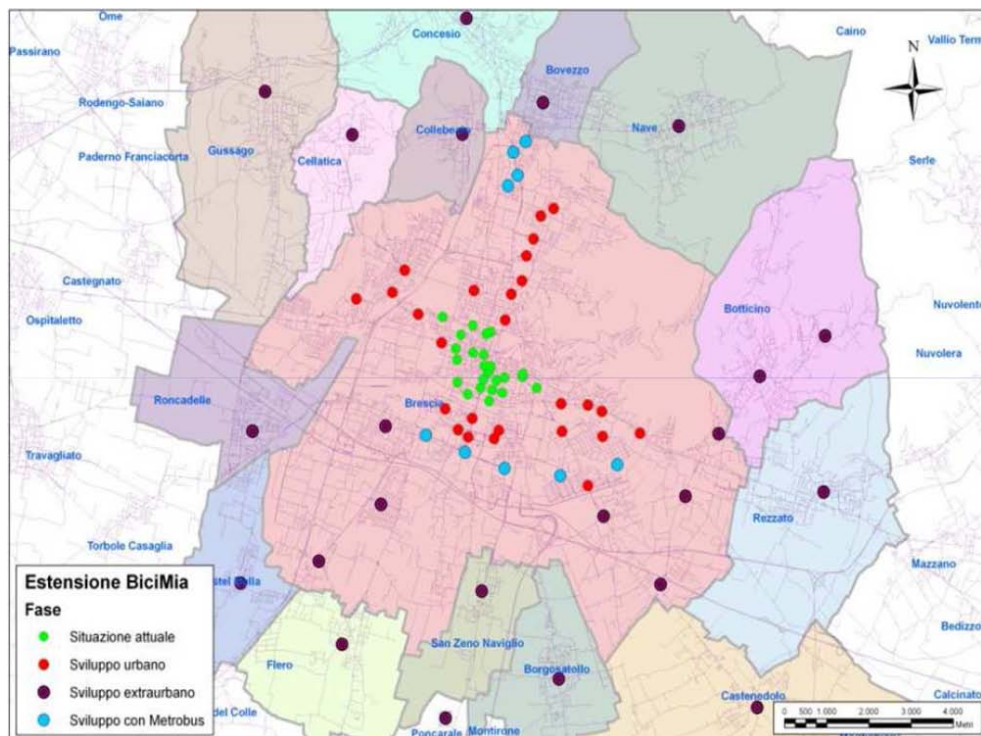 Ome
Concesio
Caino
Vallio Term
Passirano
Bovezzo
N
Rodengo-Saiano
Collebeato
Nave
Gussago
Cellatica
Paderno Franciacorta
Serle
Castegnato
Nuvolento
Botticino
Ospitaletto
Nuvolera
Roncadelle
Brescia
Travagliato
Rezzato
Torbole Casaglia
Mazzano
Estensione BiciMia
stel Mella
Fase
Situazione attuale
Bedizzo
Sviluppo urbano
San Zeno Naviglio
Flero
Borgosatollo
Sviluppo extraurbano
Castenedolo
Calcinato
Sviluppo con Metrobus
del Colle
Poncarale
Montirone
0 500 1.000 2.000 3.000 4.000
Metri